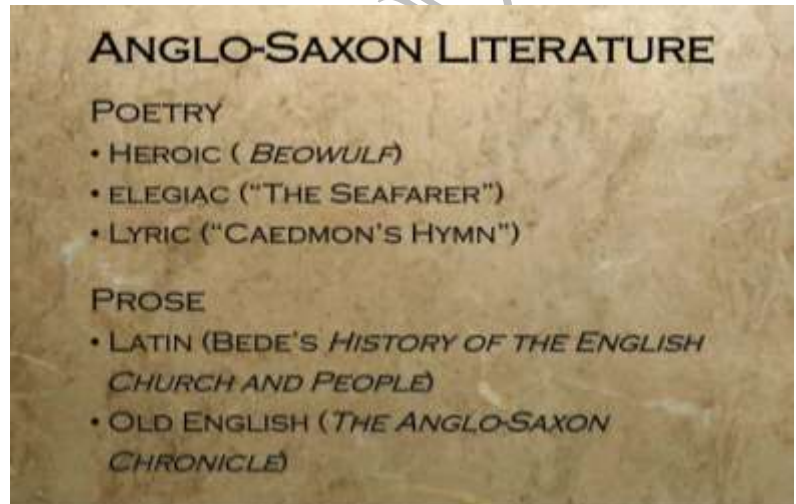 ANGLO-SAXON LITERATURE
POETRY
• HEROIC ( BEOWULF)
• ELEGIAC ("THE SEAFARER")
• LYRIC ("CAEDMON'S HYMN")
PROSE
• LATIN (BEDE'S HISTORY OF THE ENGLISH
CHURCH AND PEOPLE)
• OLD ENGLISH (THE ANGLO-SAXON
CHRONICLE)